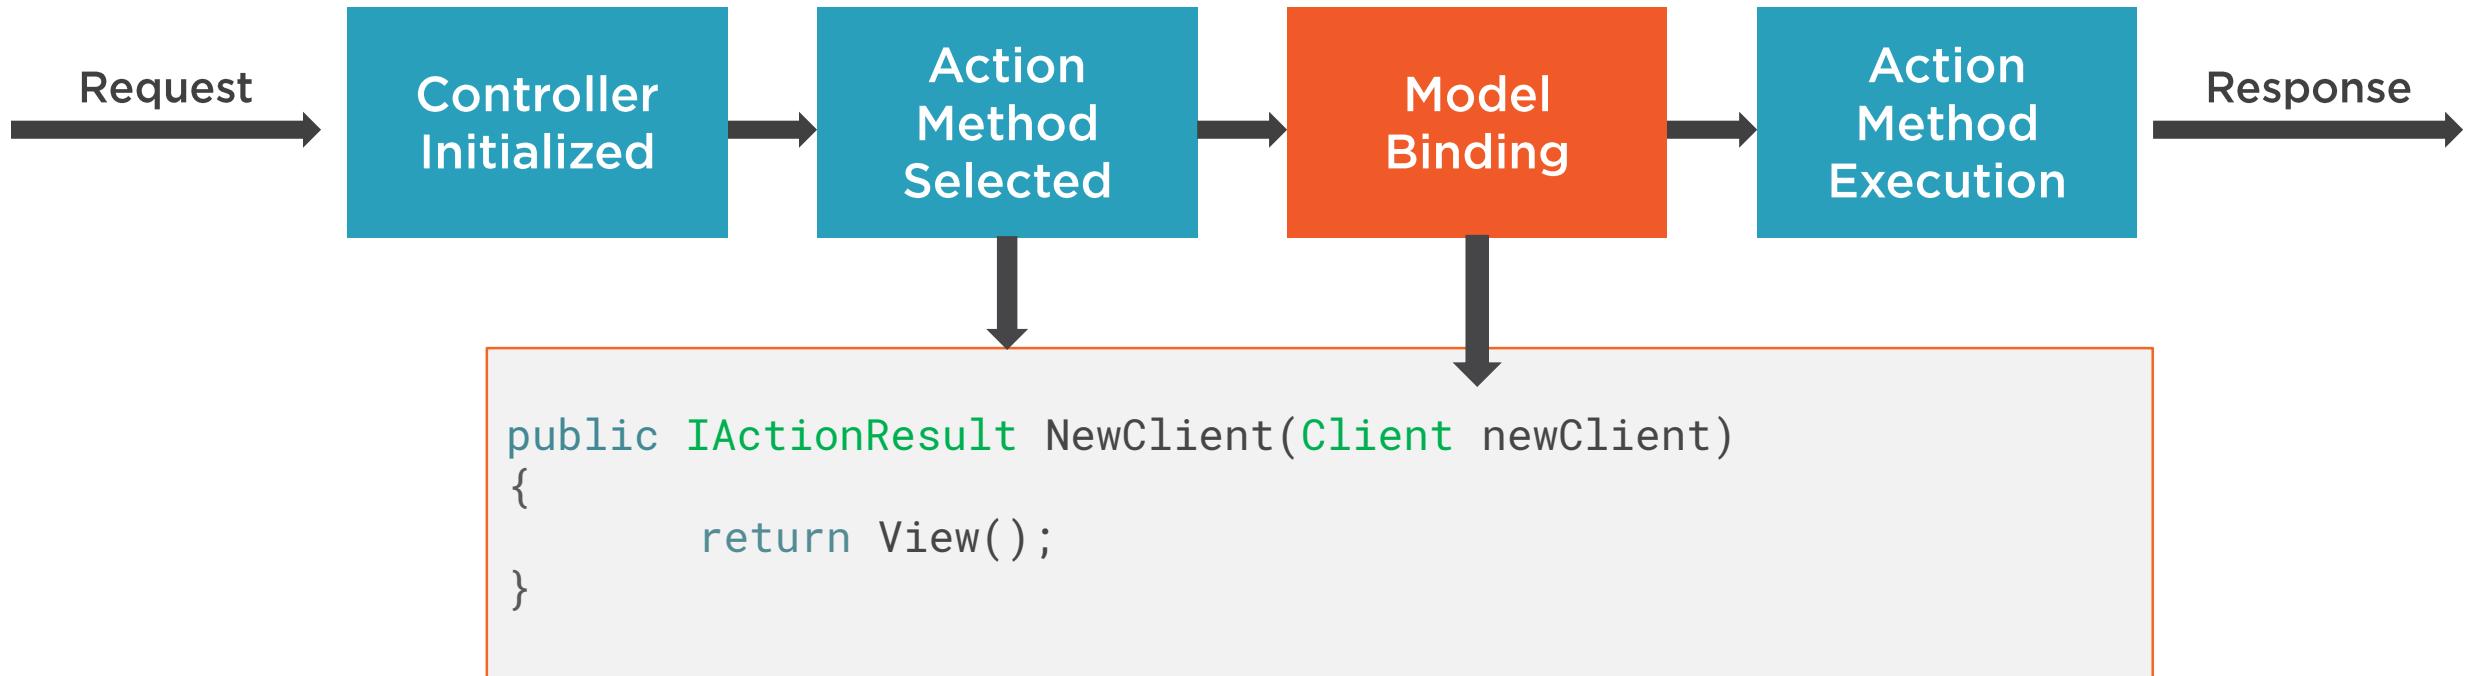 Request
Controller
Initialized
Action
Method
Selected
Model
Binding
Action
Method
Execution
Response
public IActionResult NewClient(Client newClient)
{
return View();
}